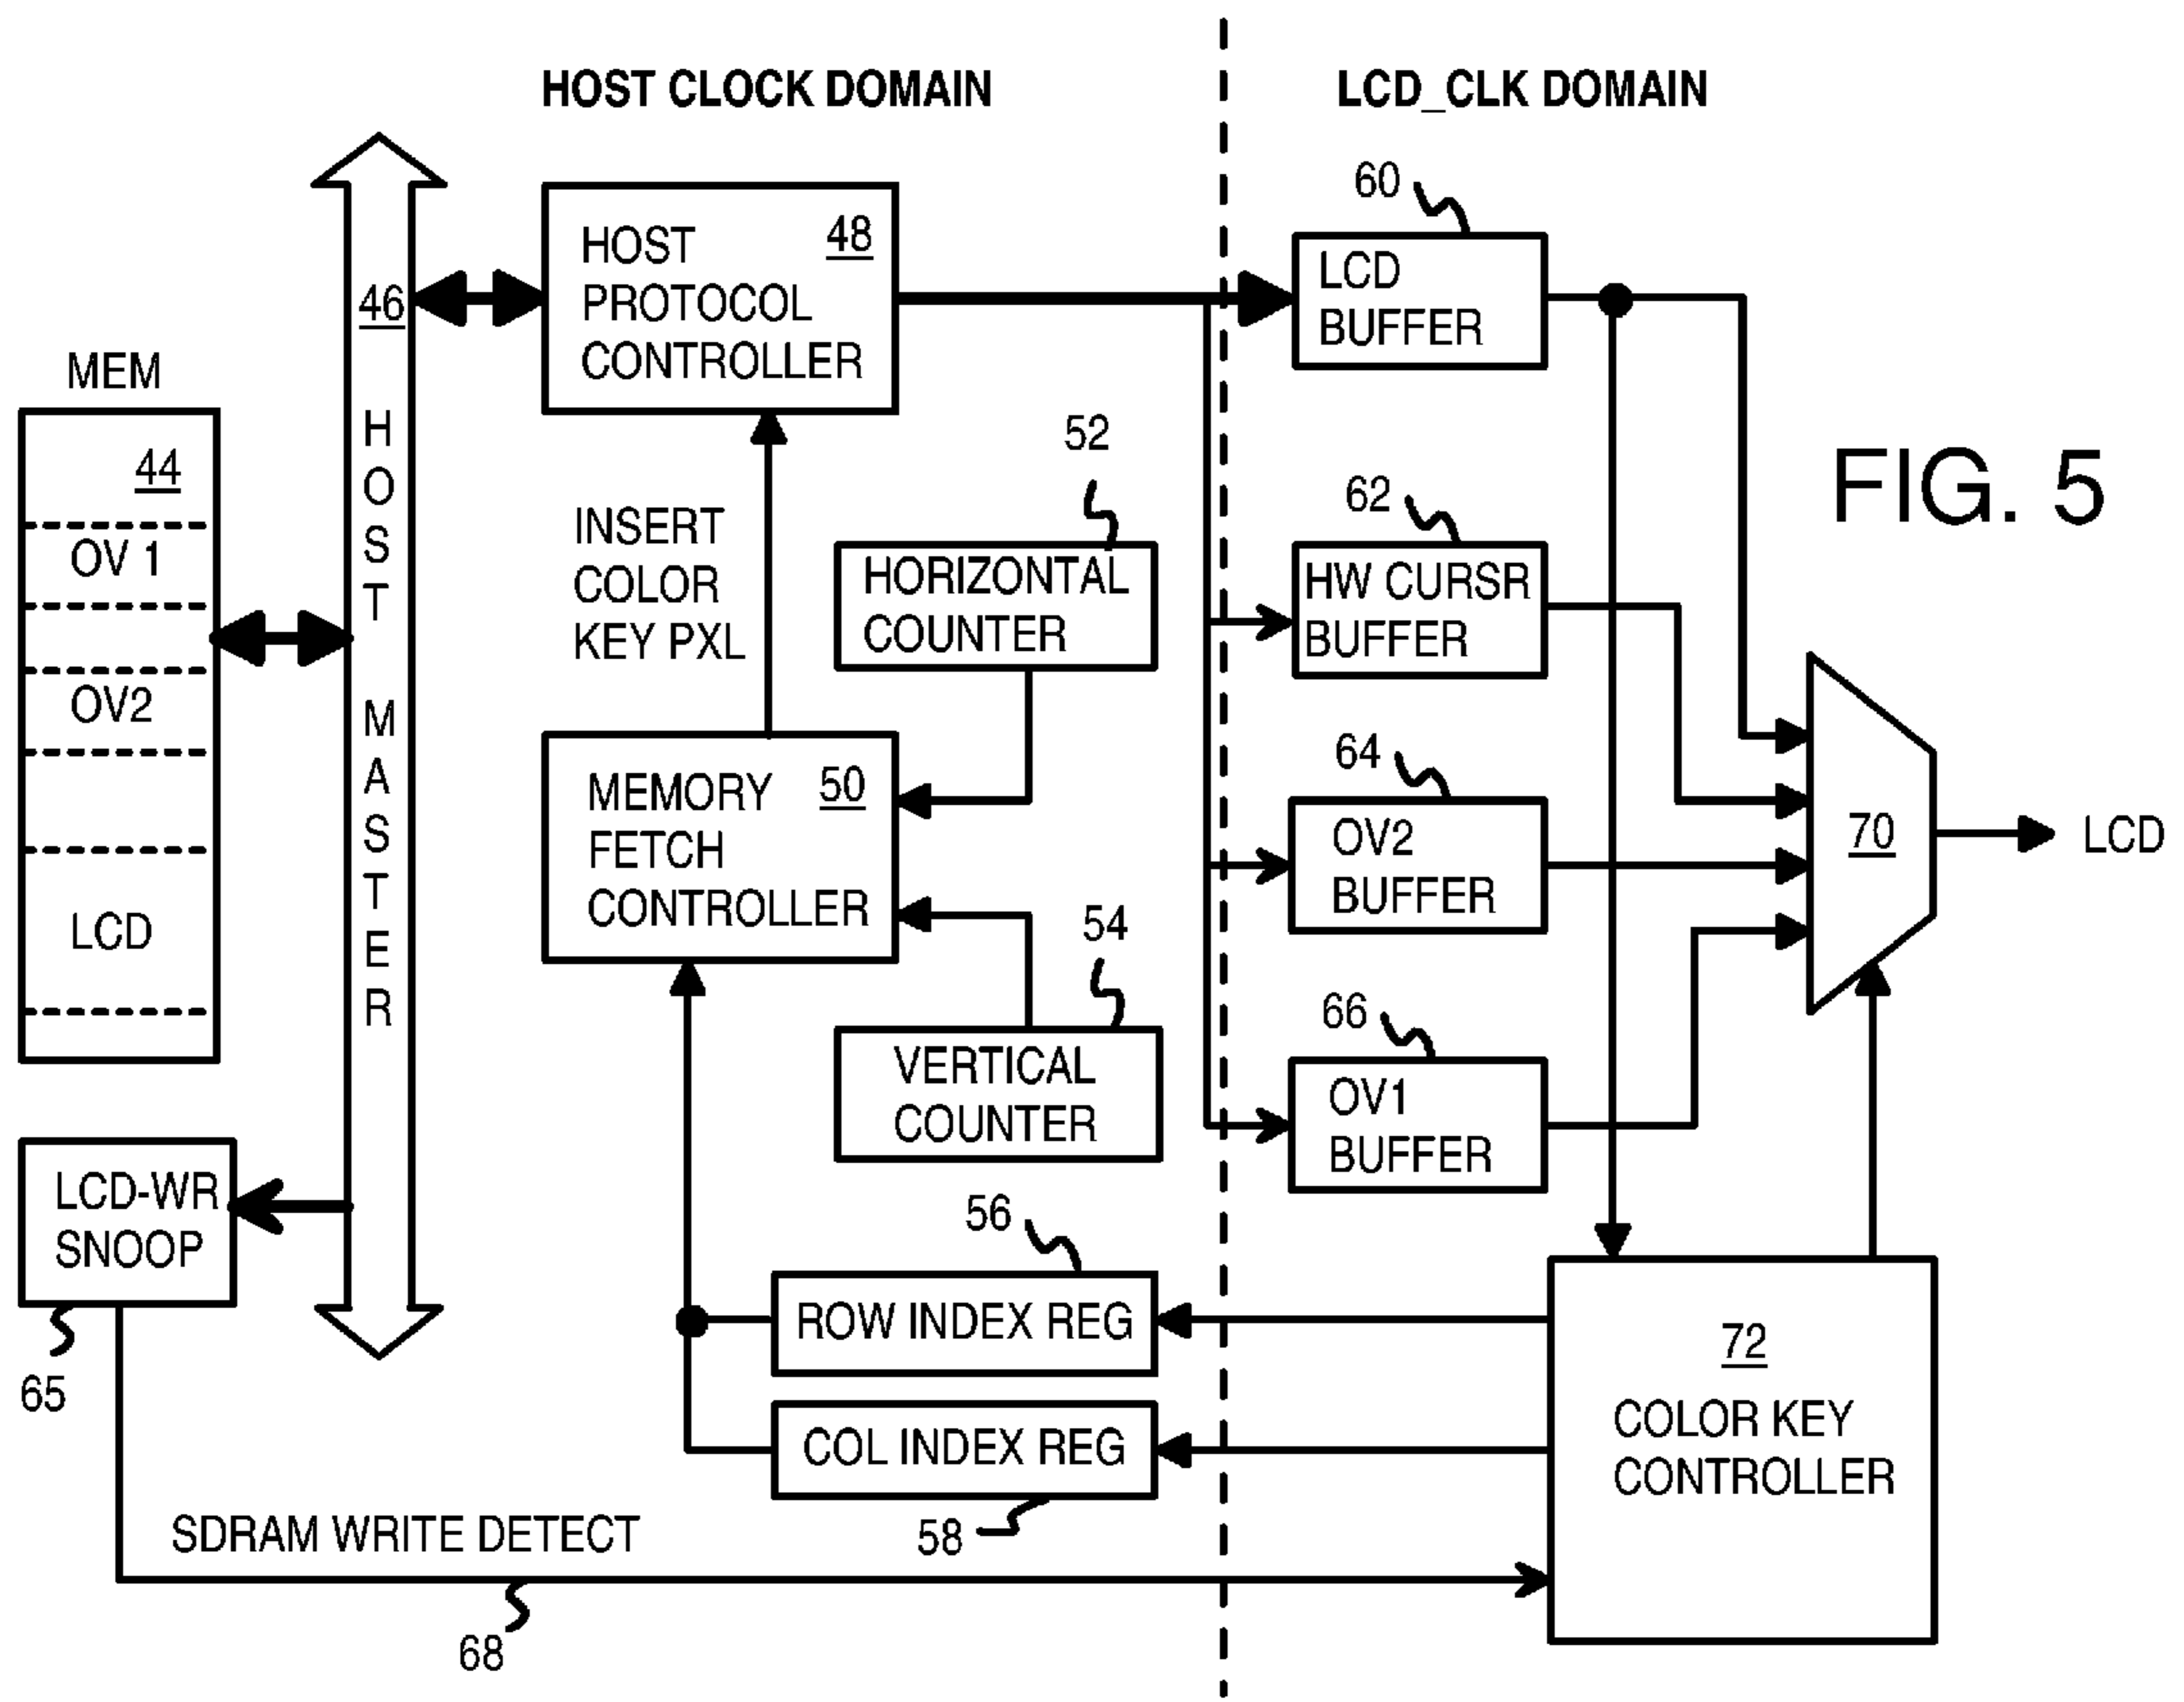 HOST CLOCK DOMAIN
LCD_CLK DOMAIN
FIG. 5
MEM
44
OV 1
OV2
LCD
46
HOST MASTER
HOST
PROTOCOL
CONTROLLER
48
INSERT
COLOR
KEY PXL
52
HORIZONTAL
COUNTER
MEMORY
FETCH
CONTROLLER
50
54
VERTICAL
COUNTER
56
ROW INDEX REG
COL INDEX REG
58
LCD-WR
SNOOP
65
SDRAM WRITE DETECT
68
60
LCD
BUFFER
62
HW CURSR
BUFFER
64
OV2
BUFFER
66
OV1
BUFFER
70
LCD
72
COLOR KEY
CONTROLLER